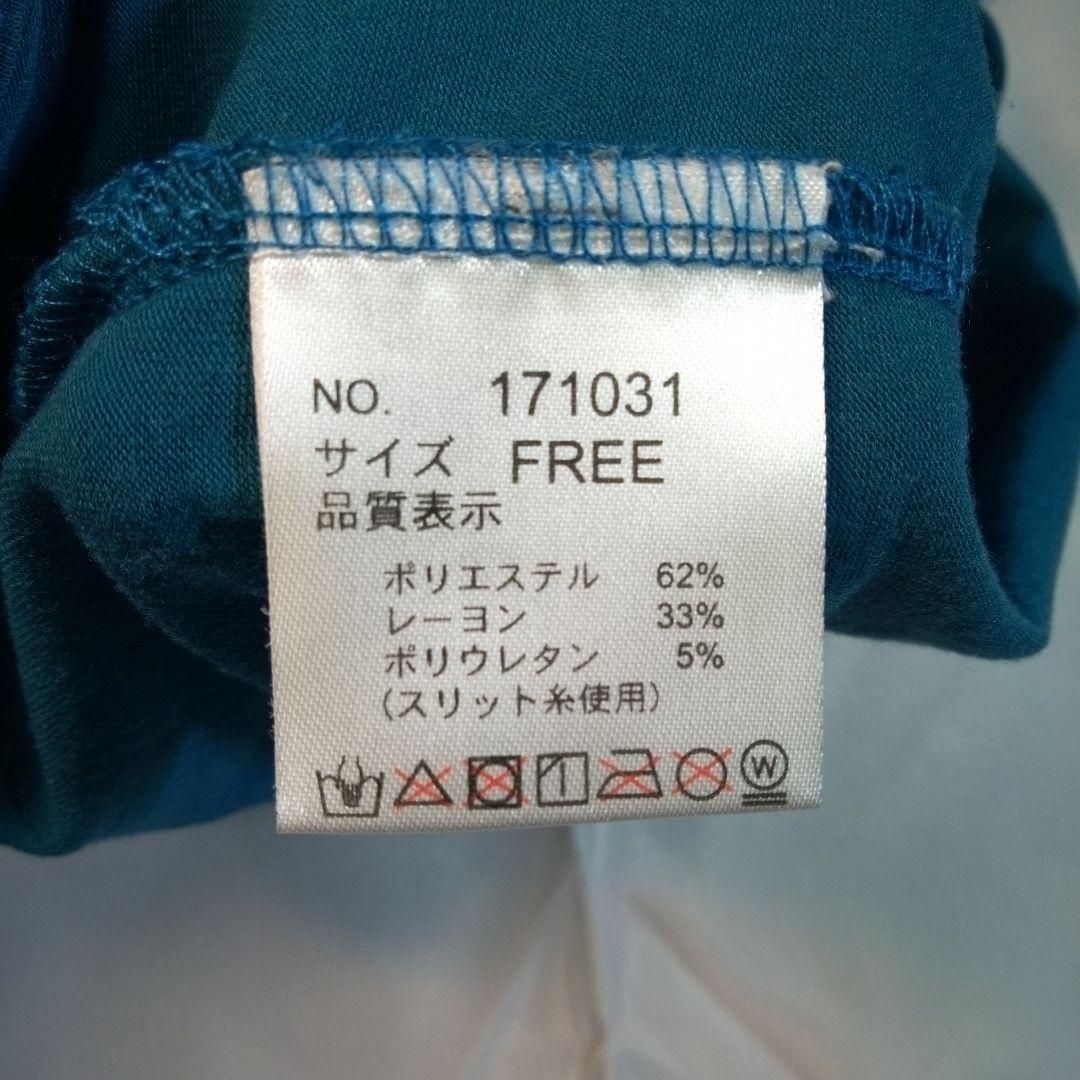 NO. 171031
サイズ FREE
品質表示
ポリエステル 62%
レーヨン 33%
ポリウレタン 5%
(スリット糸使用)
W